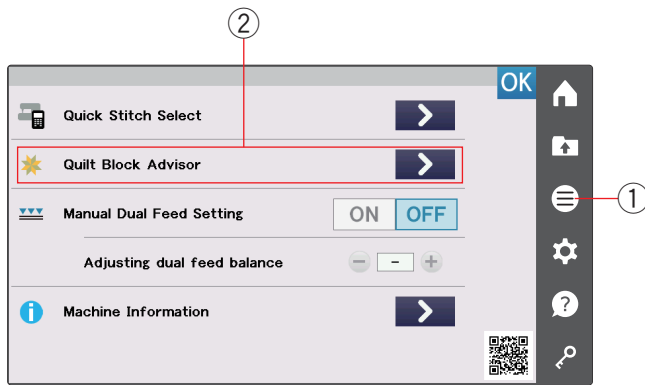 ②
OK
Quick Stitch Select
Quilt Block Advisor
①
Manual Dual Feed Setting ON OFF
Adjusting dual feed balance − - +
Machine Information
?